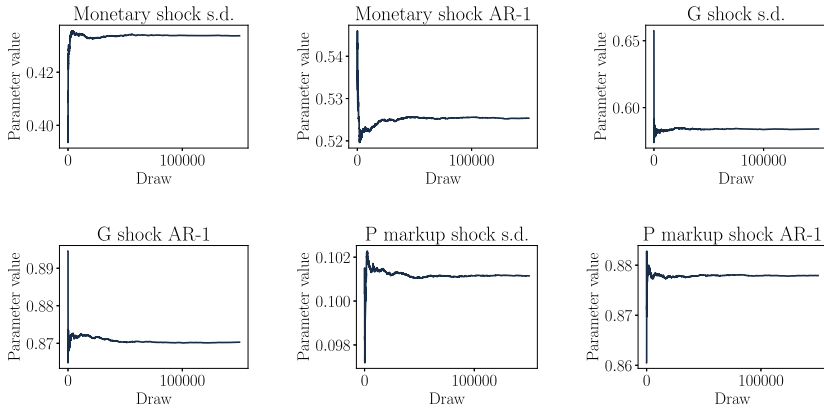 Monetary shock s.d.
Parameter value
0.42
0.40
0
100000
Draw
Monetary shock AR-1
Parameter value
0.54
0.53
0.52
0
100000
Draw
G shock s.d.
Parameter value
0.65
0.60
0
100000
Draw
G shock AR-1
Parameter value
0.89
0.88
0.87
0
100000
Draw
P markup shock s.d.
Parameter value
0.102
0.100
0.098
0
100000
Draw
P markup shock AR-1
Parameter value
0.88
0.87
0.86
0
100000
Draw